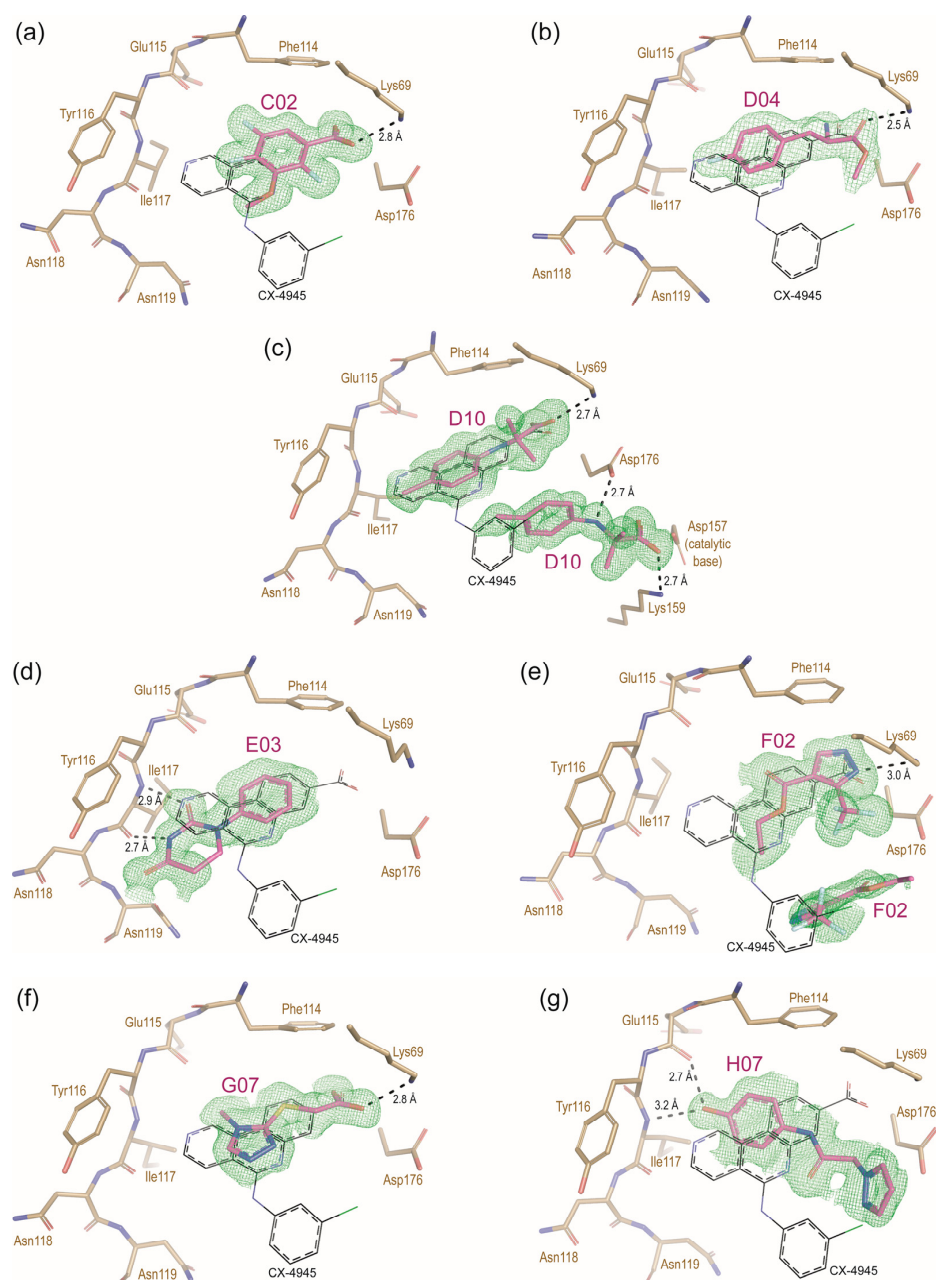 (a)
Glu115
Phe114
Lys69
C02
Tyr116
2.8 Å
Ile117
Asp176
Asn118
Asn119
CX-4945
(b)
Glu115
Phe114
Lys69
D04
Tyr116
2.5 Å
Ile117
Asp176
Asn118
Asn119
CX-4945
(c)
Phe114
Glu115
Lys69
D10
2.7 Å
Tyr116
Asp176
2.7 Å
Ile117
Asp157
(catalytic
base)
D10
CX-4945
2.7 Å
Asn118
Asn119
Lys159
(d)
Glu115
Phe114
Lys69
E03
Tyr116
Ile117
2.9 Å
2.7 Å
Asp176
Asn118
Asn119
CX-4945
(e)
Glu115
Phe114
F02
Lys69
Tyr116
3.0 Å
Ile117
Asp176
Asn118
F02
Asn119
CX-4945
(f)
Glu115
Phe114
Lys69
G07
Tyr116
2.8 Å
Ile117
Asp176
Asn118
Asn119
CX-4945
(g)
Glu115
Phe114
H07
Lys69
2.7 Å
Tyr116
3.2 Å
Asp176
Ile117
Asn118
Asn119
CX-4945